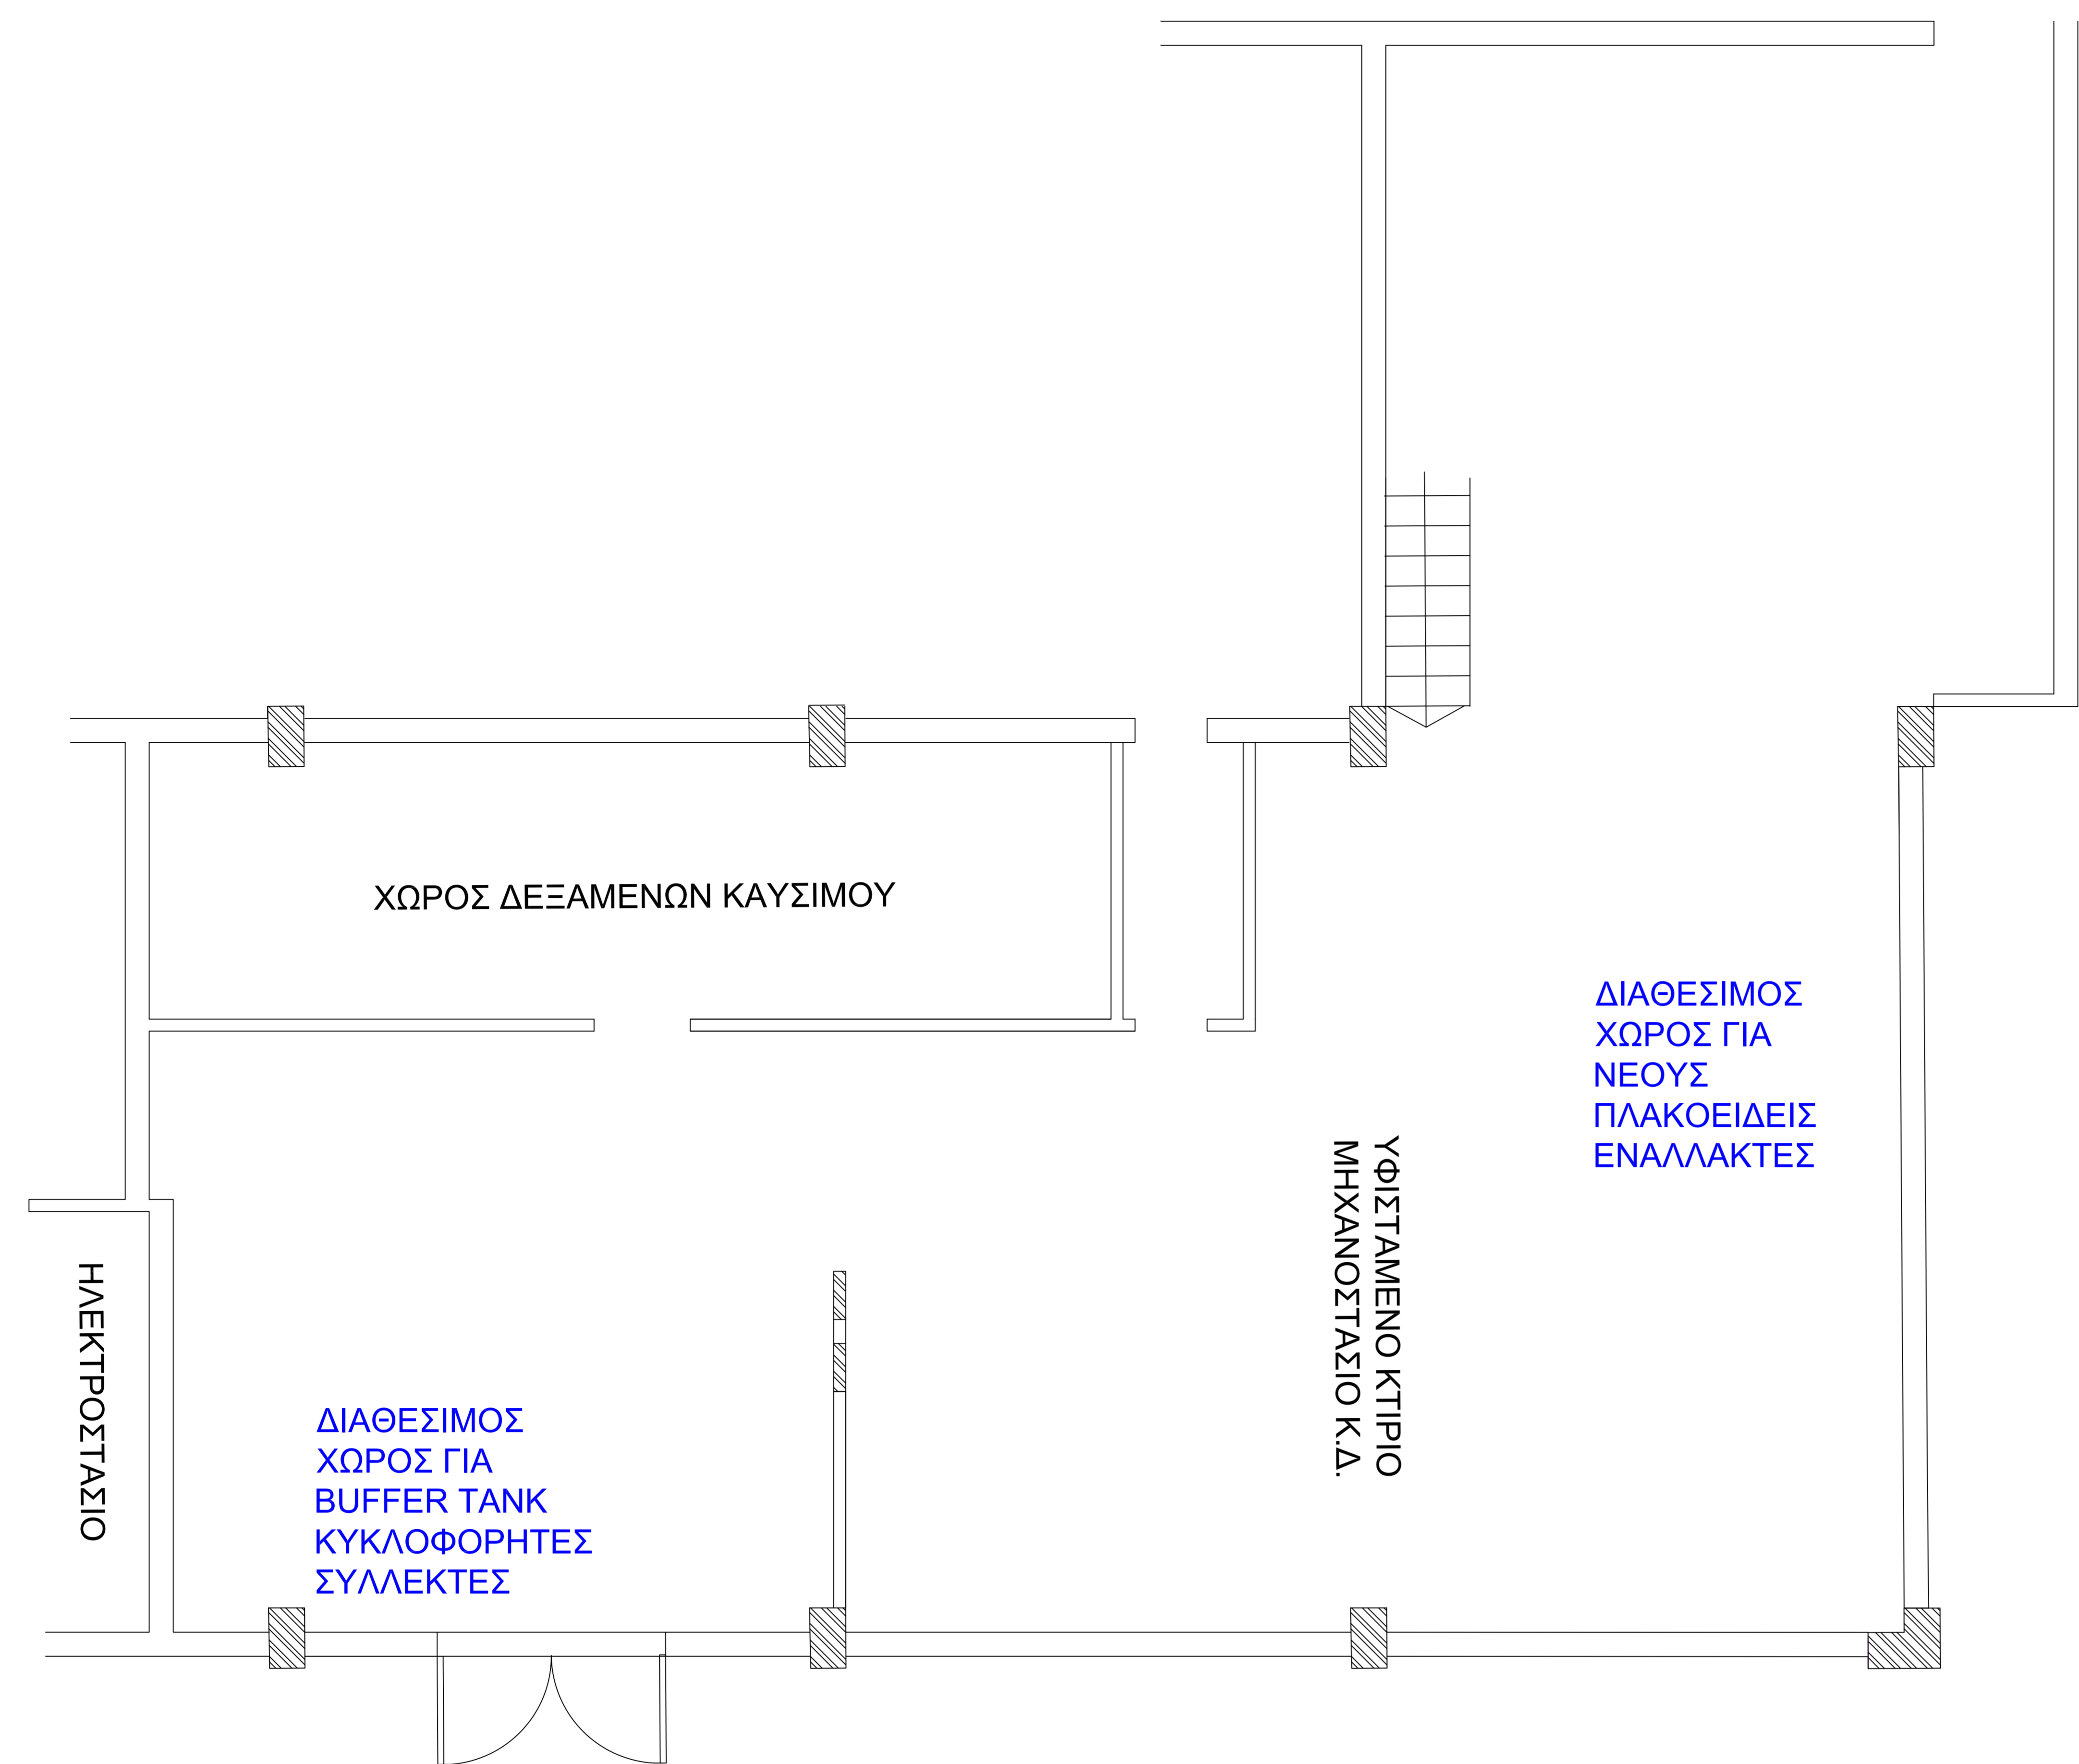 ΧΩΡΟΣ ΔΕΞΑΜΕΝΩΝ ΚΑΥΣΙΜΟΥ
ΔΙΑΘΕΣΙΜΟΣ
ΧΩΡΟΣ ΓΙΑ
ΝΕΟΥΣ
ΠΛΑΚΟΕΙΔΕΙΣ
ΕΝΑΛΛΑΚΤΕΣ
ΥΦΙΣΤΑΜΕΝΟ ΚΤΙΡΙΟ
ΜΗΧΑΝΟΣΤΑΣΙΟ Κ.Δ.
ΗΛΕΚΤΡΟΣΤΑΣΙΟ
ΔΙΑΘΕΣΙΜΟΣ
ΧΩΡΟΣ ΓΙΑ
BUFFER TANK
ΚΥΚΛΟΦΟΡΗΤΕΣ
ΣΥΛΛΕΚΤΕΣ